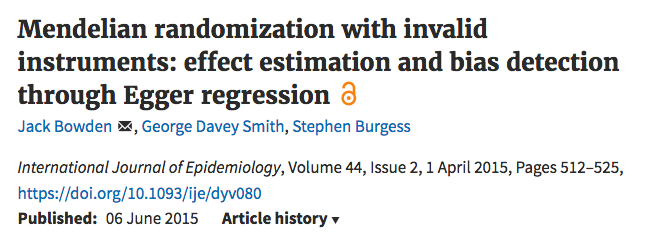 Mendelian randomization with invalid
instruments: effect estimation and bias detection
through Egger regression
Jack Bowden, George Davey Smith, Stephen Burgess
International Journal of Epidemiology, Volume 44, Issue 2, 1 April 2015, Pages 512–525,
https://doi.org/10.1093/ije/dyv080
Published: 06 June 2015 Article history ▾